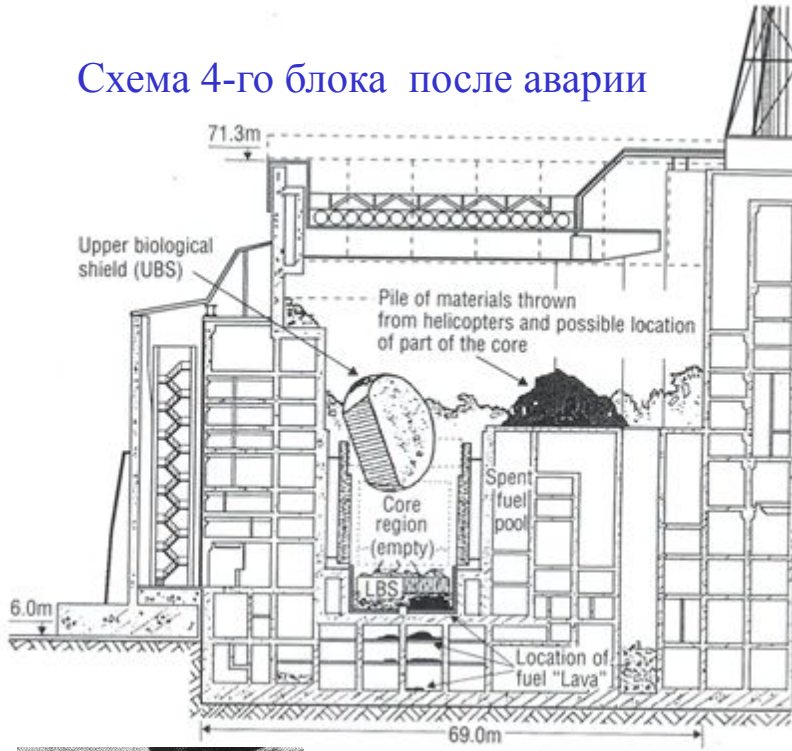 Схема 4-го блока после аварии
71.3m
Upper biological
shield (UBS)
Pile of materials thrown
from helicopters and possible location
of part of the core
Spent
fuel
pool
Core
region
(empty)
LBS
6.0m
Location of
fuel "Lava"
69.0m